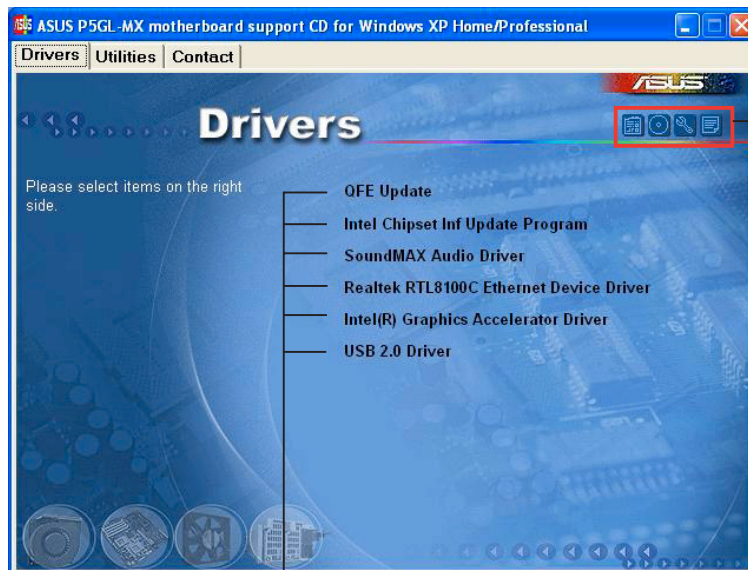 ASUS P5GL-MX motherboard support CD for Windows XP Home/Professional
Drivers Utilities Contact
ASUS
Drivers
Please select items on the right
side.
QFE Update
Intel Chipset Inf Update Program
SoundMAX Audio Driver
Realtek RTL8100C Ethernet Device Driver
Intel(R) Graphics Accelerator Driver
USB 2.0 Driver